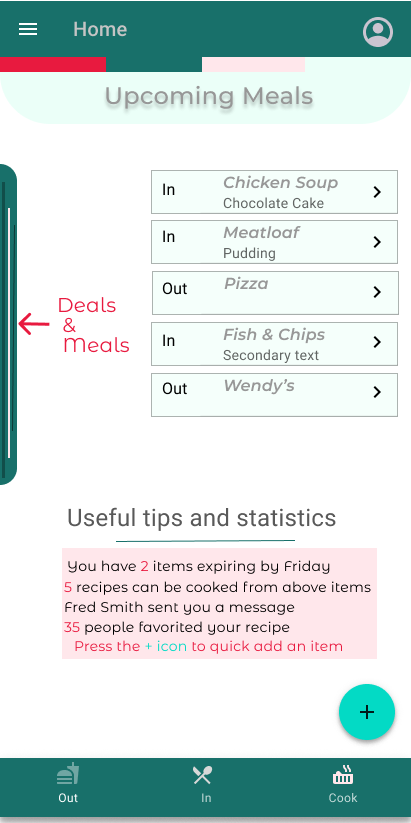 Home
Upcoming Meals
In
Chicken Soup
Chocolate Cake
In
Meatloaf
Pudding
Out
Pizza
In
Fish & Chips
Secondary text
Out
Wendy’s
Deals
&
Meals
Useful tips and statistics
You have 2 items expiring by Friday
5 recipes can be cooked from above items
Fred Smith sent you a message
35 people favorited your recipe
Press the + icon to quick add an item
+
Out
In
Cook